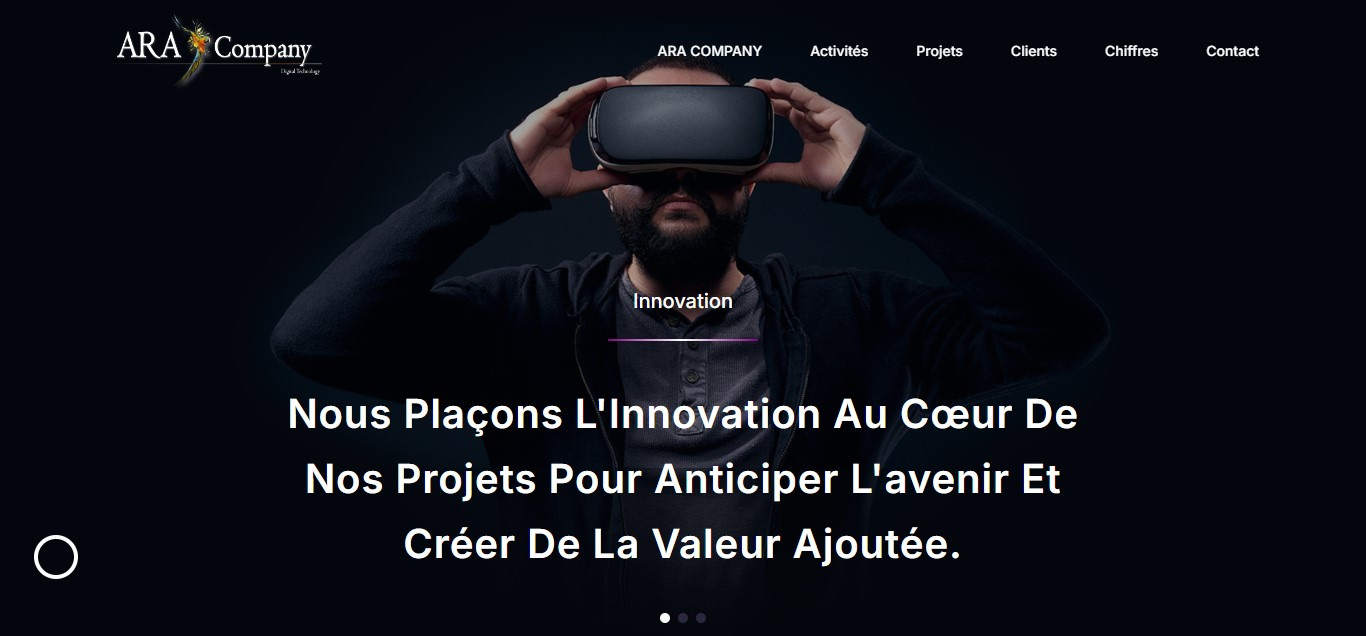 ARA Company
Digital Technology
ARA COMPANY Activités Projets Clients Chiffres Contact
Innovation
Nous Plaçons L'Innovation Au Cœur De
Nos Projets Pour Anticiper L'avenir Et
Créer De La Valeur Ajoutée.